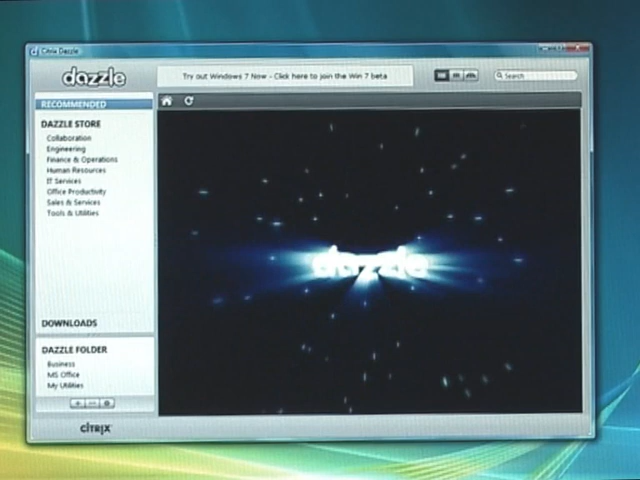 Citrix Dazzle
dazzle
Try out Windows 7 Now - Click here to join the Win 7 beta
Search
RECOMMENDED
DAZZLE STORE
Collaboration
Engineering
Finance & Operations
Human Resources
IT Services
Office Productivity
Sales & Services
Tools & Utilities
dazzle
DOWNLOADS
DAZZLE FOLDER
Business
MS Office
My Utilities
CITRIX